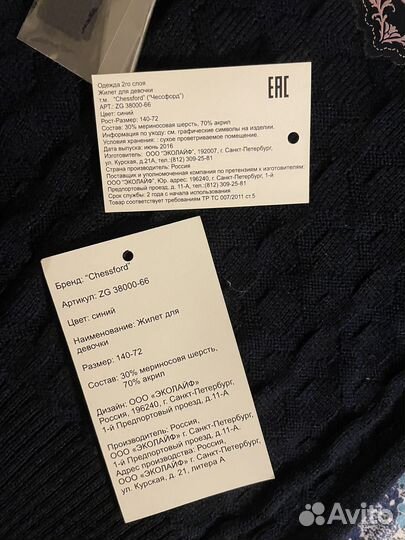 Одежда 2го слоя
Жилет для девочки
т.м. "Chessford" ("Чесофорд")
АРТ.: ZG 38000-66
Цвет: синий
Рост-Размер: 140-72
Состав: 30% мериносовая шерсть, 70% акрил
Информация по уходу: см. графические символы на изделии.
Условия хранения: : сухое проветриваемое помещение.
Дата выпуска: июнь 2016
Изготовитель: ООО "ЭКОЛАЙФ", 192007, г. Санкт-Петербург,
ул. Курская, д.21А, тел.:(812) 309-25-81
Страна производитель: Россия
Поставщик и уполномоченная компания по претензиям к изготовителям:
ООО "ЭКОЛАЙФ", Юр. адрес: 196240, г. Санкт-Петербург, 1-й
Предпортовый проезд, д. 11-А, тел.:(812) 309-25-81
Срок службы: 2 года с начала использования
Товар соответствует требованиям ТР ТС 007/2011 ст.5
ЕАС
Бренд: "Chessford"
Артикул: ZG 38000-66
Цвет: синий
Наименование: Жилет для
девочки
Размер: 140-72
Состав: 30% мериносовя шерсть,
70% акрил
Дизайн: ООО «ЭКОЛАЙФ»
Россия, 196240, г. Санкт-Петербург,
1-й Предпортовый проезд, д.11-А
Производитель: Россия,
ООО «ЭКОЛАЙФ» г. Санкт-Петербург,
1-й Предпортовый проезд, д. 11-А.
Адрес производства: Россия,
ООО «ЭКОЛАЙФ» г. Санкт-Петербург,
ул. Курская, д. 21, литера А
Avito